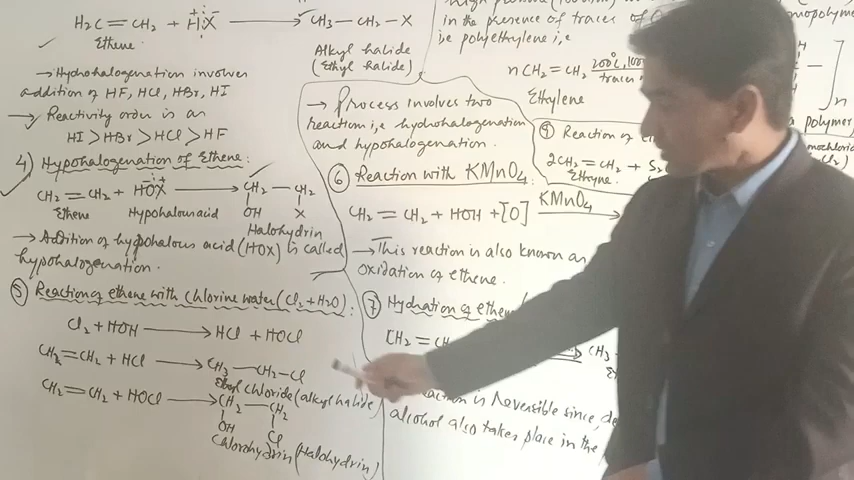 H₂C = CH₂ + HX → CH₃ — CH₂ — X
Ethene.
Alkyl halide
(Ethyl halide)
→ Hydrohalogenation involves
addition of HF, HCl, HBr, HI
→ Reactivity order is as
HI > HBr > HCl > HF
4) Hypohalogenation of Ethene:
CH₂ = CH₂ + HOX → CH₂ — CH₂
OH X
Ethene Hypohalous acid Halohydrin
→ Addition of hypohalous acid (HOX) is called
hypohalogenation.
5 Reaction of ethene with chlorine water (Cl₂ + H₂O):
Cl₂ + HOH → HCl + HOCl
CH₂ = CH₂ + HCl → CH₃ — CH₂ — Cl
Ethyl chloride (alkyl halide)
CH₂ = CH₂ + HOCl → CH₂ — CH₂
OH Cl
Chlorohydrin (Halohydrin)
→ Process involves two
reaction i,e hydrohalogenation
and hypohalogenation.
6 Reaction with KMnO₄:
CH₂ = CH₂ + HOH + [O] KMnO₄ →
→ This reaction is also known as
oxidation of ethene.
7 Hydration of ethene
CH₂ =
CH₃
reaction is Reversible since, de
alcohol also takes place in the
in the presence of traces of O
i,e polyethylene i,e
nCH₂ = CH₂ 200°C, 100
traces
Ethylene
n
polymer
9 Reaction of
2CH₂ = CH₂ + S₂